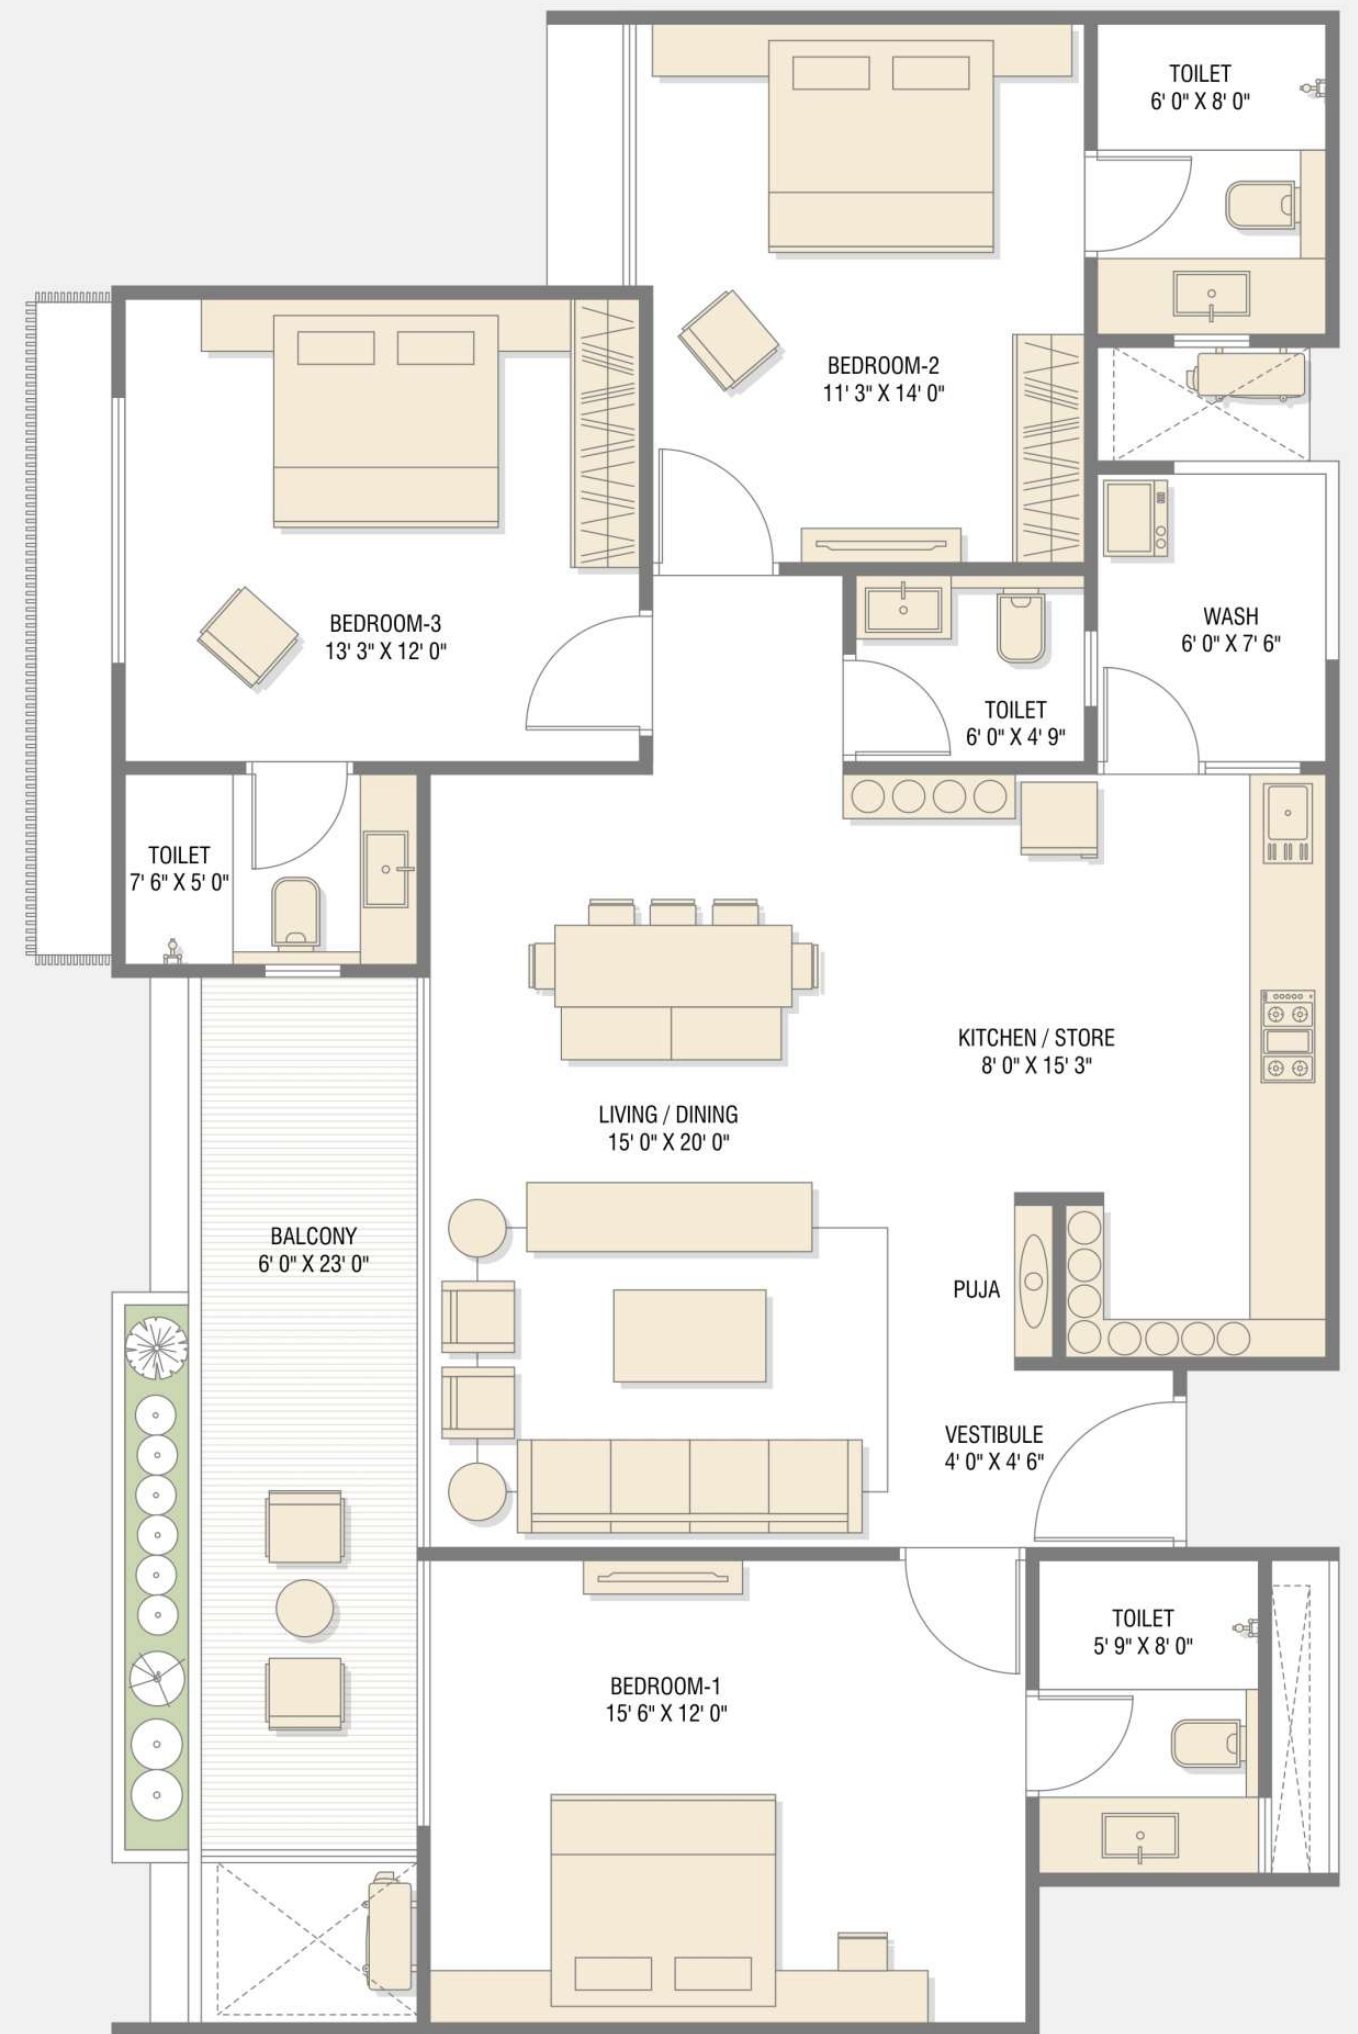 TOILET
6' 0" X 8' 0"
BEDROOM-2
11' 3" X 14' 0"
BEDROOM-3
13' 3" X 12' 0"
WASH
6' 0" X 7' 6"
TOILET
6' 0" X 4' 9"
TOILET
7' 6" X 5' 0"
KITCHEN / STORE
8' 0" X 15' 3"
LIVING / DINING
15' 0" X 20' 0"
BALCONY
6' 0" X 23' 0"
PUJA
VESTIBULE
4' 0" X 4' 6"
TOILET
5' 9" X 8' 0"
BEDROOM-1
15' 6" X 12' 0"